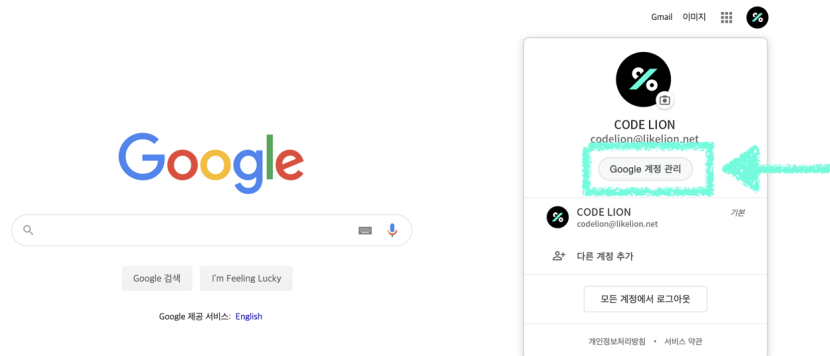 Gmail 이미지
CODE LION
codelion@likelion.net
Google 계정 관리
Google
CODE LION 기본
codelion@likelion.net
다른 계정 추가
Google 검색 I'm Feeling Lucky
모든 계정에서 로그아웃
Google 제공 서비스: English
개인정보처리방침 • 서비스 약관